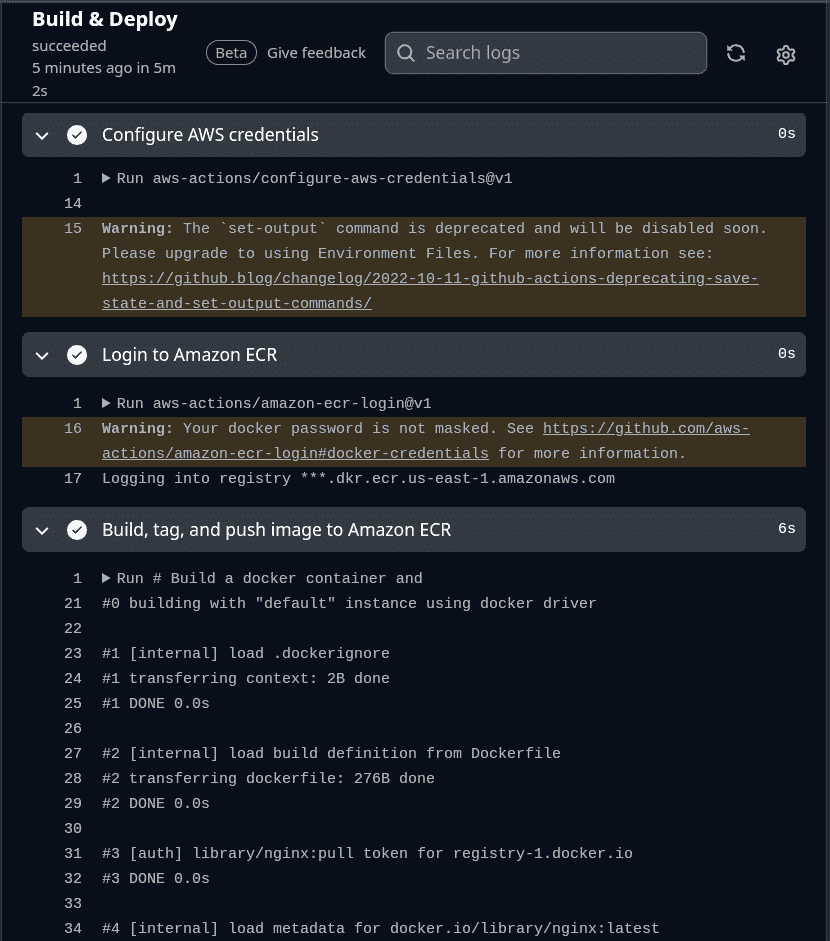 Build & Deploy
succeeded
5 minutes ago in 5m
2s
Beta Give feedback
Search logs
Configure AWS credentials 0s
1 Run aws-actions/configure-aws-credentials@v1
14
15 Warning: The `set-output` command is deprecated and will be disabled soon.
Please upgrade to using Environment Files. For more information see:
https://github.blog/changelog/2022-10-11-github-actions-deprecating-save-
state-and-set-output-commands/
Login to Amazon ECR 0s
1 Run aws-actions/amazon-ecr-login@v1
16 Warning: Your docker password is not masked. See https://github.com/aws-
actions/amazon-ecr-login#docker-credentials for more information.
17 Logging into registry ***.dkr.ecr.us-east-1.amazonaws.com
Build, tag, and push image to Amazon ECR 6s
1 Run # Build a docker container and
21 #0 building with "default" instance using docker driver
22
23 #1 [internal] load .dockerignore
24 #1 transferring context: 2B done
25 #1 DONE 0.0s
26
27 #2 [internal] load build definition from Dockerfile
28 #2 transferring dockerfile: 276B done
29 #2 DONE 0.0s
30
31 #3 [auth] library/nginx:pull token for registry-1.docker.io
32 #3 DONE 0.0s
33
34 #4 [internal] load metadata for docker.io/library/nginx:latest